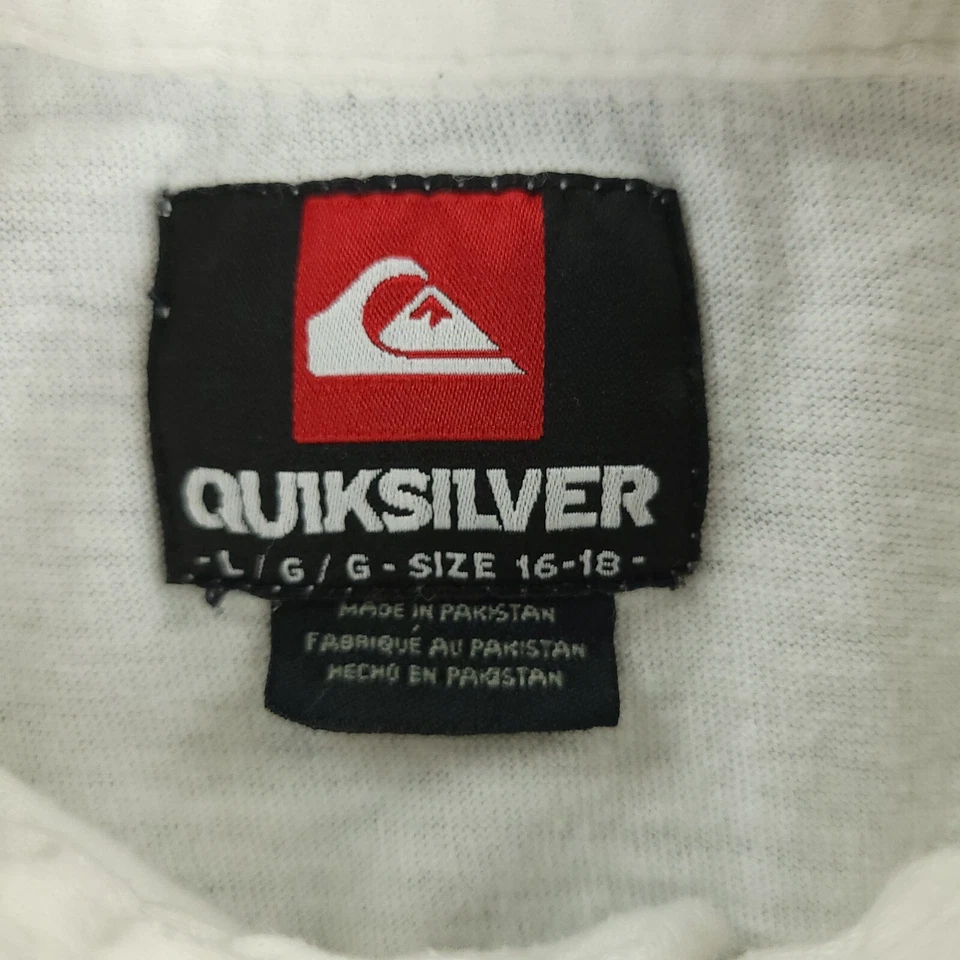 QUIKSILVER
-L/G/G-SIZE 16-18-
MADE IN PAKISTAN
FABRIQUÉ AU PAKISTAN
HECHO EN PAKISTAN